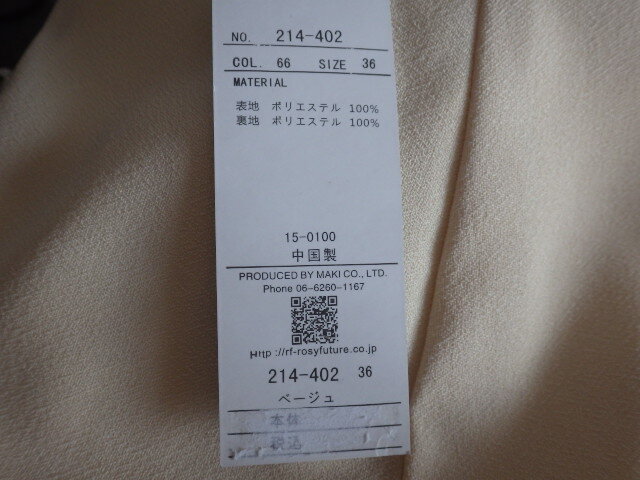 NO. 214-402
COL. 66 SIZE 36
MATERIAL
表地 ポリエステル 100%
裏地 ポリエステル 100%
15-0100
中国製
PRODUCED BY MAKI CO., LTD.
Phone 06-6260-1167
Http://rf-rosyfuture.co.jp
214-402 36
ベージュ
本体
税込